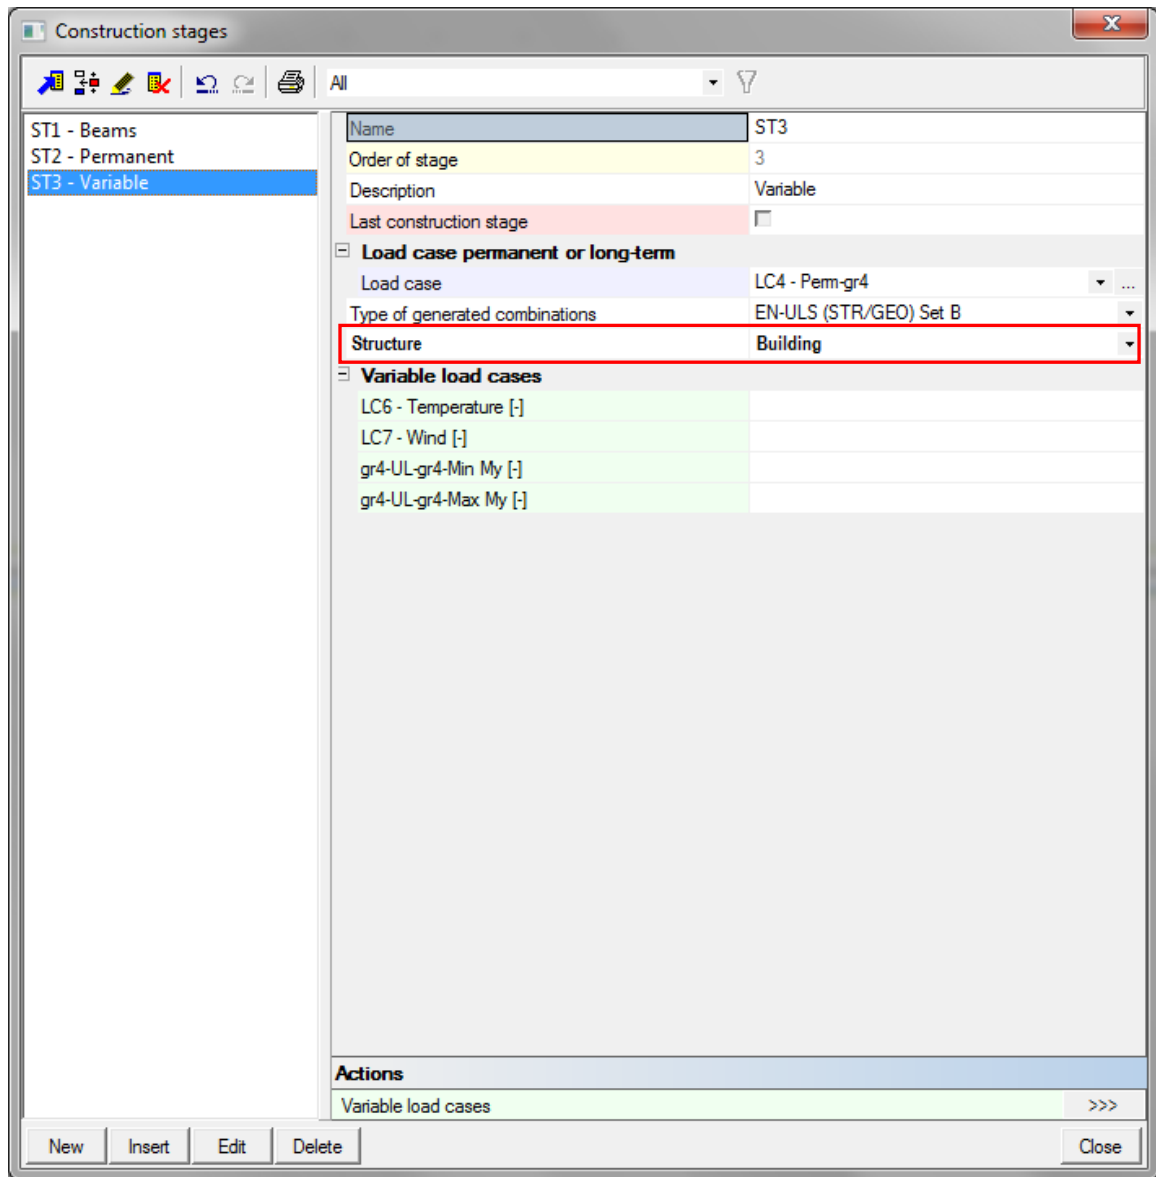 Construction stages
All
ST1 - Beams
ST2 - Permanent
ST3 - Variable
Name ST3
Order of stage 3
Description Variable
Last construction stage
Load case permanent or long-term
Load case LC4 - Perm-gr4 ...
Type of generated combinations EN-ULS (STR/GEO) Set B
Structure Building
Variable load cases
LC6 - Temperature [-]
LC7 - Wind [-]
gr4-UL-gr4-Min My [-]
gr4-UL-gr4-Max My [-]
Actions
Variable load cases >>>
New Insert Edit Delete Close